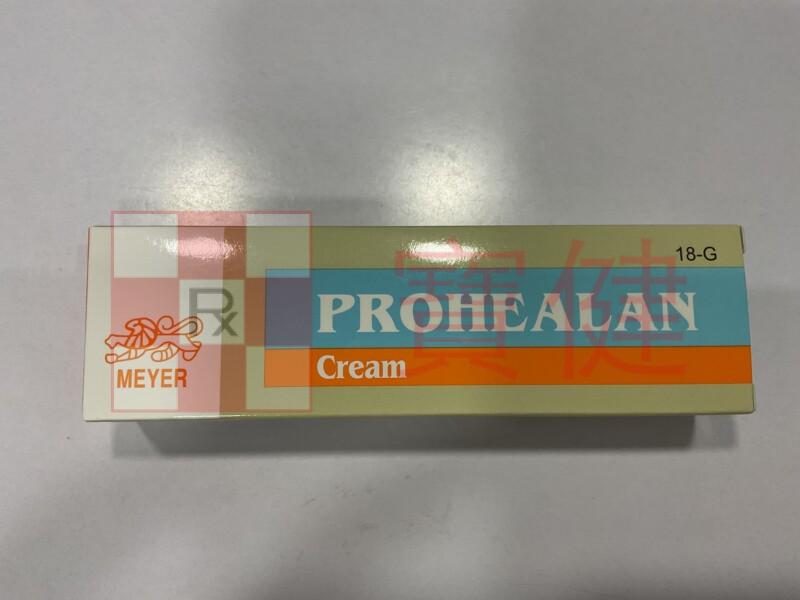 18-G
Rx
PROHEALAN
Cream
MEYER
寶健